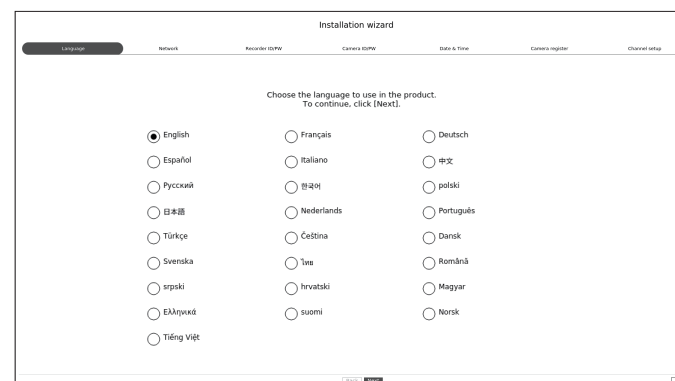 Installation wizard
Language Network Recorder ID/PW Camera ID/PW Date & Time Camera register Channel setup
Choose the language to use in the product.
To continue, click [Next].
English Français Deutsch
Español Italiano 中文
Русский 한국어 polski
日本語 Nederlands Português
Türkçe Čeština Dansk
Svenska ไทย Română
srpski hrvatski Magyar
Ελληνικά suomi Norsk
Tiếng Việt